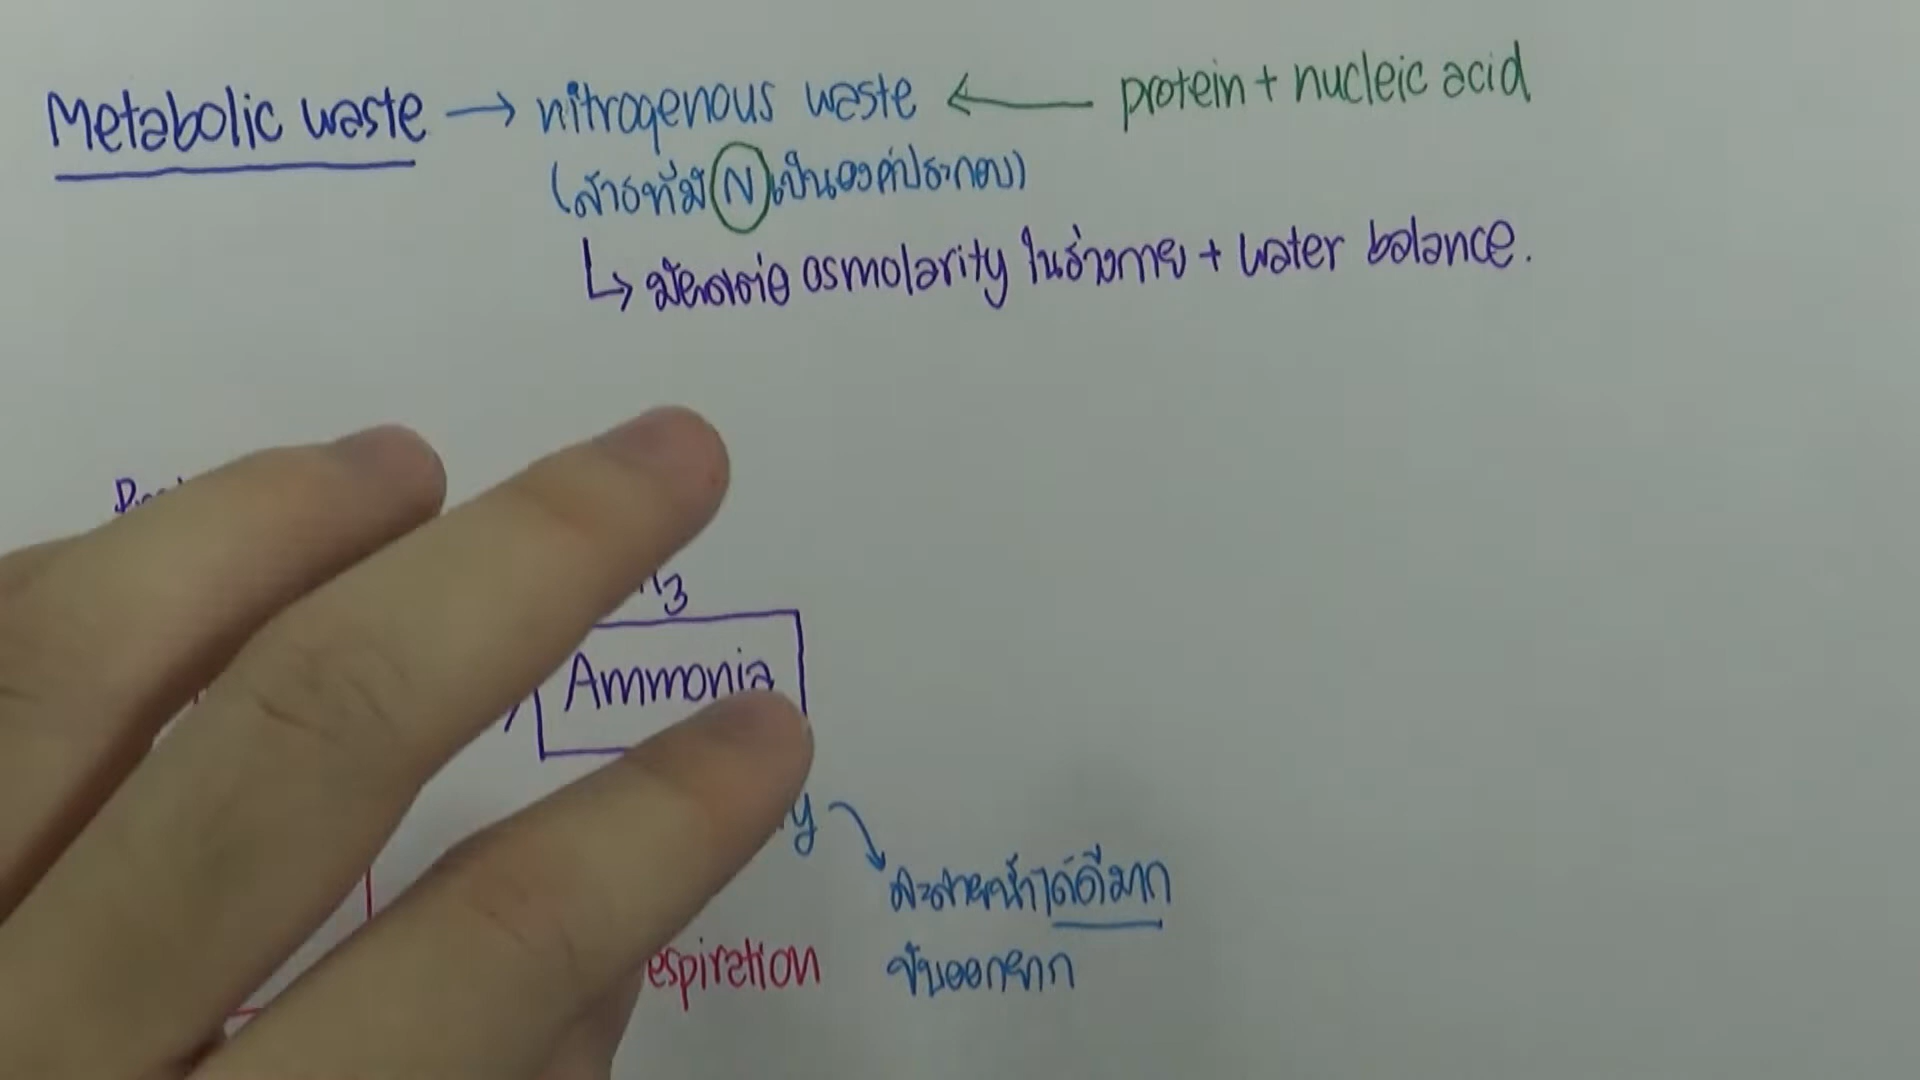 Metabolic waste → nitrogenous waste ← protein + nucleic acid
(สารที่มี N เป็นองค์ประกอบ)
↳ มีผลต่อ osmolarity ในร่างกาย + water balance.
3
Ammonia
y
ละลายน้ำได้ดีมาก
espiration ขับออกยาก